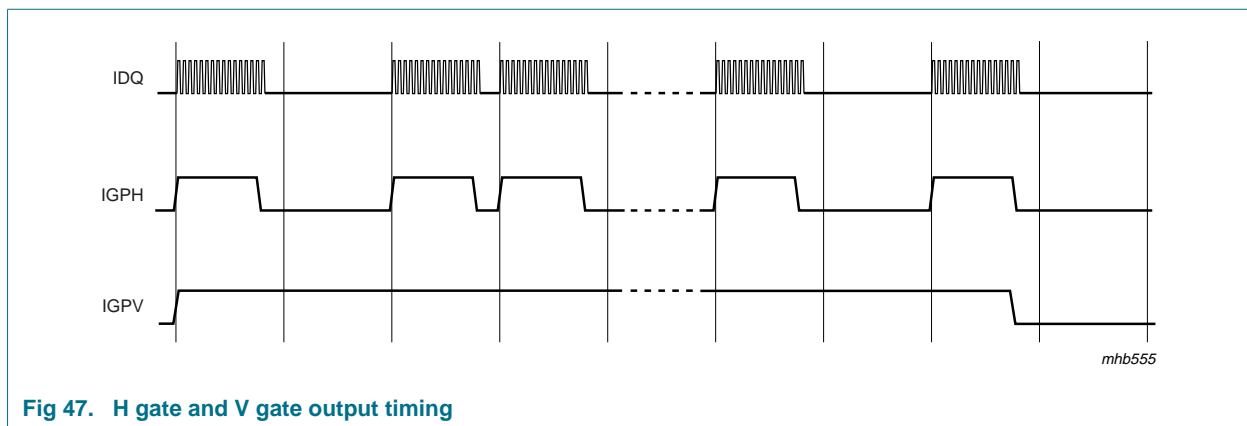 IDQ
IGPH
IGPV
mhb555
Fig 47. H gate and V gate output timing